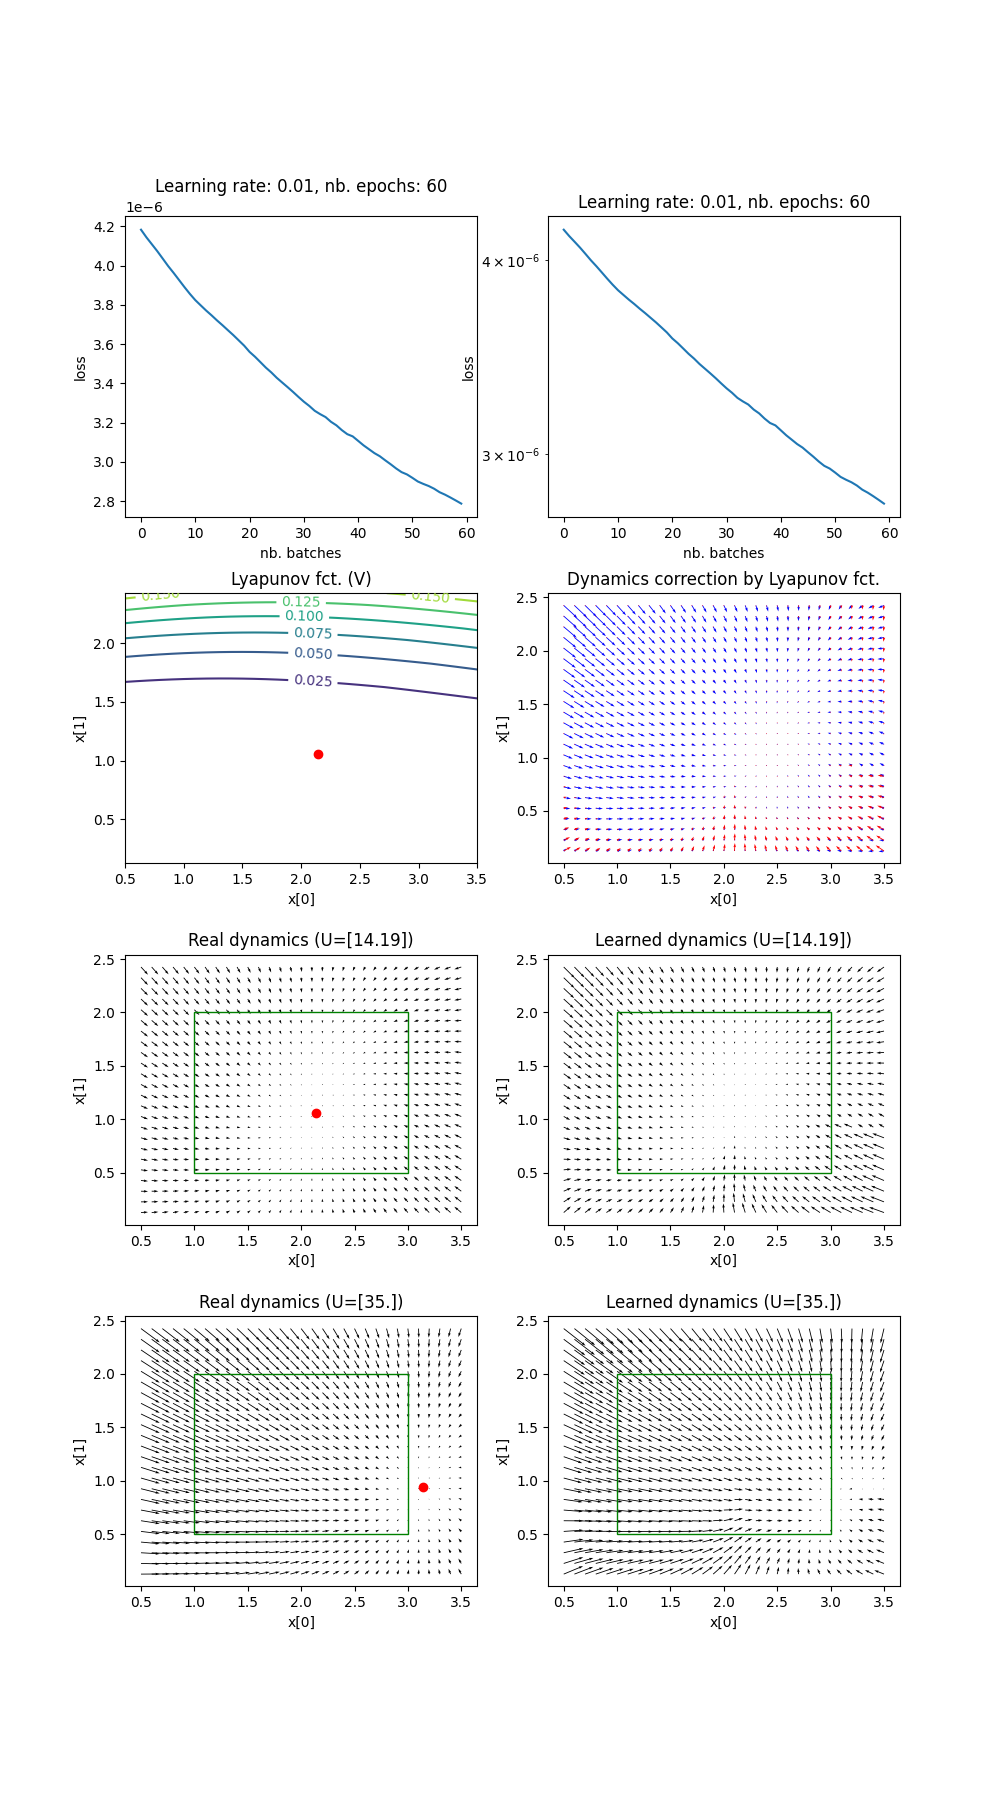 Learning rate: 0.01, nb. epochs: 60
1e−6
4.2
4.0
3.8
3.6
3.4
3.2
3.0
2.8
loss
0 10 20 30 40 50 60
nb. batches
Learning rate: 0.01, nb. epochs: 60
4 × 10⁻⁶
3 × 10⁻⁶
loss
0 10 20 30 40 50 60
nb. batches
Lyapunov fct. (V)
0.150 0.150
0.125
0.100
0.075
0.050
0.025
2.0
1.5
1.0
0.5
x[1]
0.5 1.0 1.5 2.0 2.5 3.0 3.5
x[0]
Dynamics correction by Lyapunov fct.
2.5
2.0
1.5
1.0
0.5
x[1]
0.5 1.0 1.5 2.0 2.5 3.0 3.5
x[0]
Real dynamics (U=[14.19])
2.5
2.0
1.5
1.0
0.5
x[1]
0.5 1.0 1.5 2.0 2.5 3.0 3.5
x[0]
Learned dynamics (U=[14.19])
2.5
2.0
1.5
1.0
0.5
x[1]
0.5 1.0 1.5 2.0 2.5 3.0 3.5
x[0]
Real dynamics (U=[35.])
2.5
2.0
1.5
1.0
0.5
x[1]
0.5 1.0 1.5 2.0 2.5 3.0 3.5
x[0]
Learned dynamics (U=[35.])
2.5
2.0
1.5
1.0
0.5
x[1]
0.5 1.0 1.5 2.0 2.5 3.0 3.5
x[0]